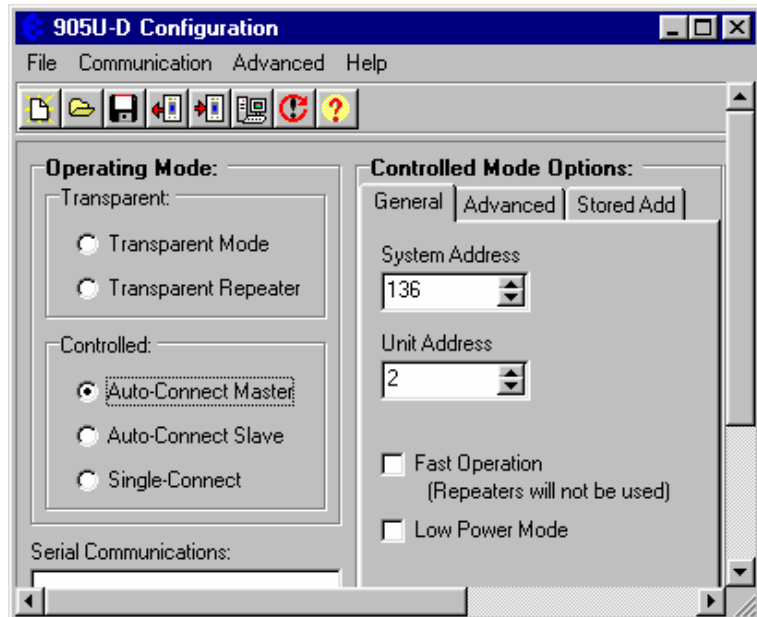 905U-D Configuration
File Communication Advanced Help
Operating Mode:
Transparent:
Transparent Mode
Transparent Repeater
Controlled:
Auto-Connect Master
Auto-Connect Slave
Single-Connect
Serial Communications:
Controlled Mode Options:
General Advanced Stored Add
System Address
136
Unit Address
2
Fast Operation
(Repeaters will not be used)
Low Power Mode